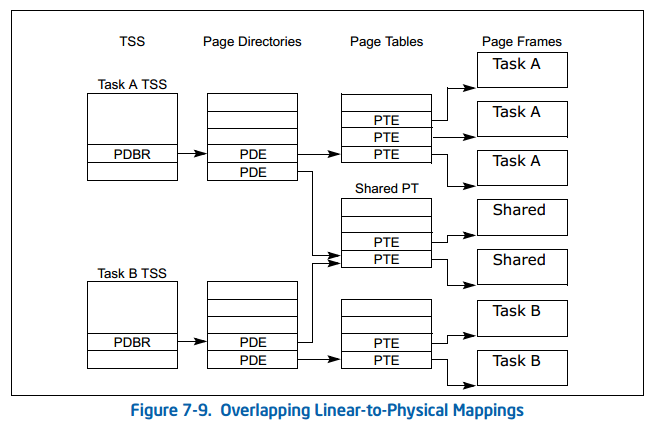 TSS Page Directories Page Tables Page Frames
Task A
Task A TSS
Task A
PTE
PTE
PDBR PDE PTE Task A
PDE
Shared PT
Shared
PTE
PTE Shared
Task B TSS
Task B
PDBR PDE PTE
PDE PTE Task B
Figure 7-9. Overlapping Linear-to-Physical Mappings